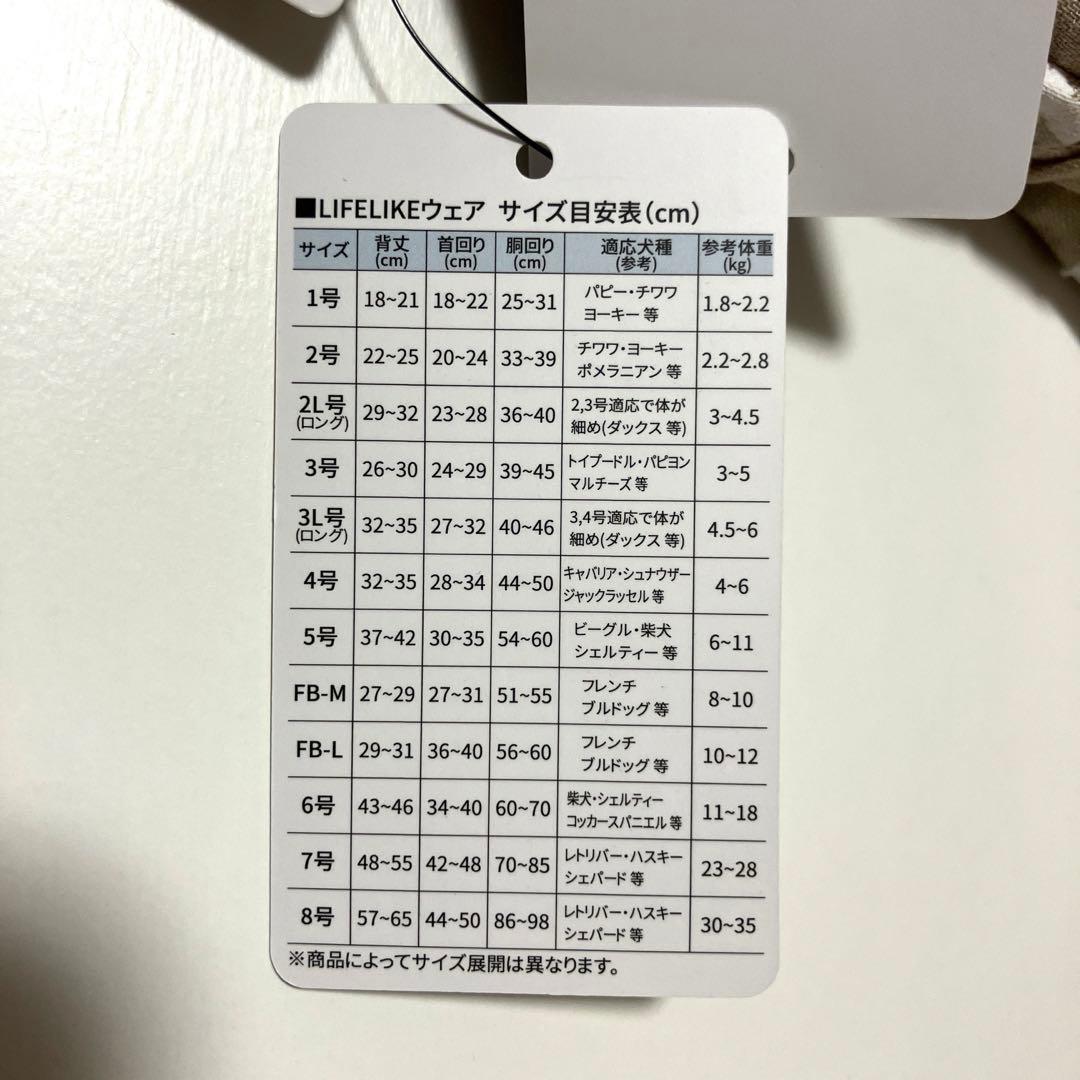 ■LIFELIKEウェア サイズ目安表(cm)
サイズ 背丈(cm) 首回り(cm) 胴回り(cm) 適応犬種(参考) 参考体重(kg)
1号 18~21 18~22 25~31 パピー・チワワ ヨーキー 等 1.8~2.2
2号 22~25 20~24 33~39 チワワ・ヨーキー ポメラニアン 等 2.2~2.8
2L号(ロング) 29~32 23~28 36~40 2,3号適応で体が細め(ダックス 等) 3~4.5
3号 26~30 24~29 39~45 トイプードル・パピヨン マルチーズ 等 3~5
3L号(ロング) 32~35 27~32 40~46 3,4号適応で体が細め(ダックス 等) 4.5~6
4号 32~35 28~34 44~50 キャバリア・シュナウザー ジャックラッセル 等 4~6
5号 37~42 30~35 54~60 ビーグル・柴犬 シェルティー 等 6~11
FB-M 27~29 27~31 51~55 フレンチ ブルドッグ 等 8~10
FB-L 29~31 36~40 56~60 フレンチ ブルドッグ 等 10~12
6号 43~46 34~40 60~70 柴犬・シェルティー コッカースパニエル 等 11~18
7号 48~55 42~48 70~85 レトリバー・ハスキー シェパード 等 23~28
8号 57~65 44~50 86~98 レトリバー・ハスキー シェパード 等 30~35
※商品によってサイズ展開は異なります。